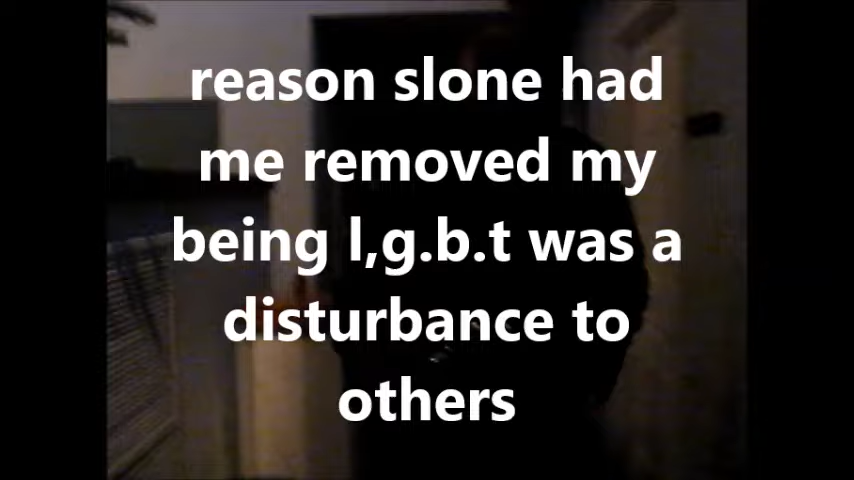 reason slone had
me removed my
being l,g.b.t was a
disturbance to
others